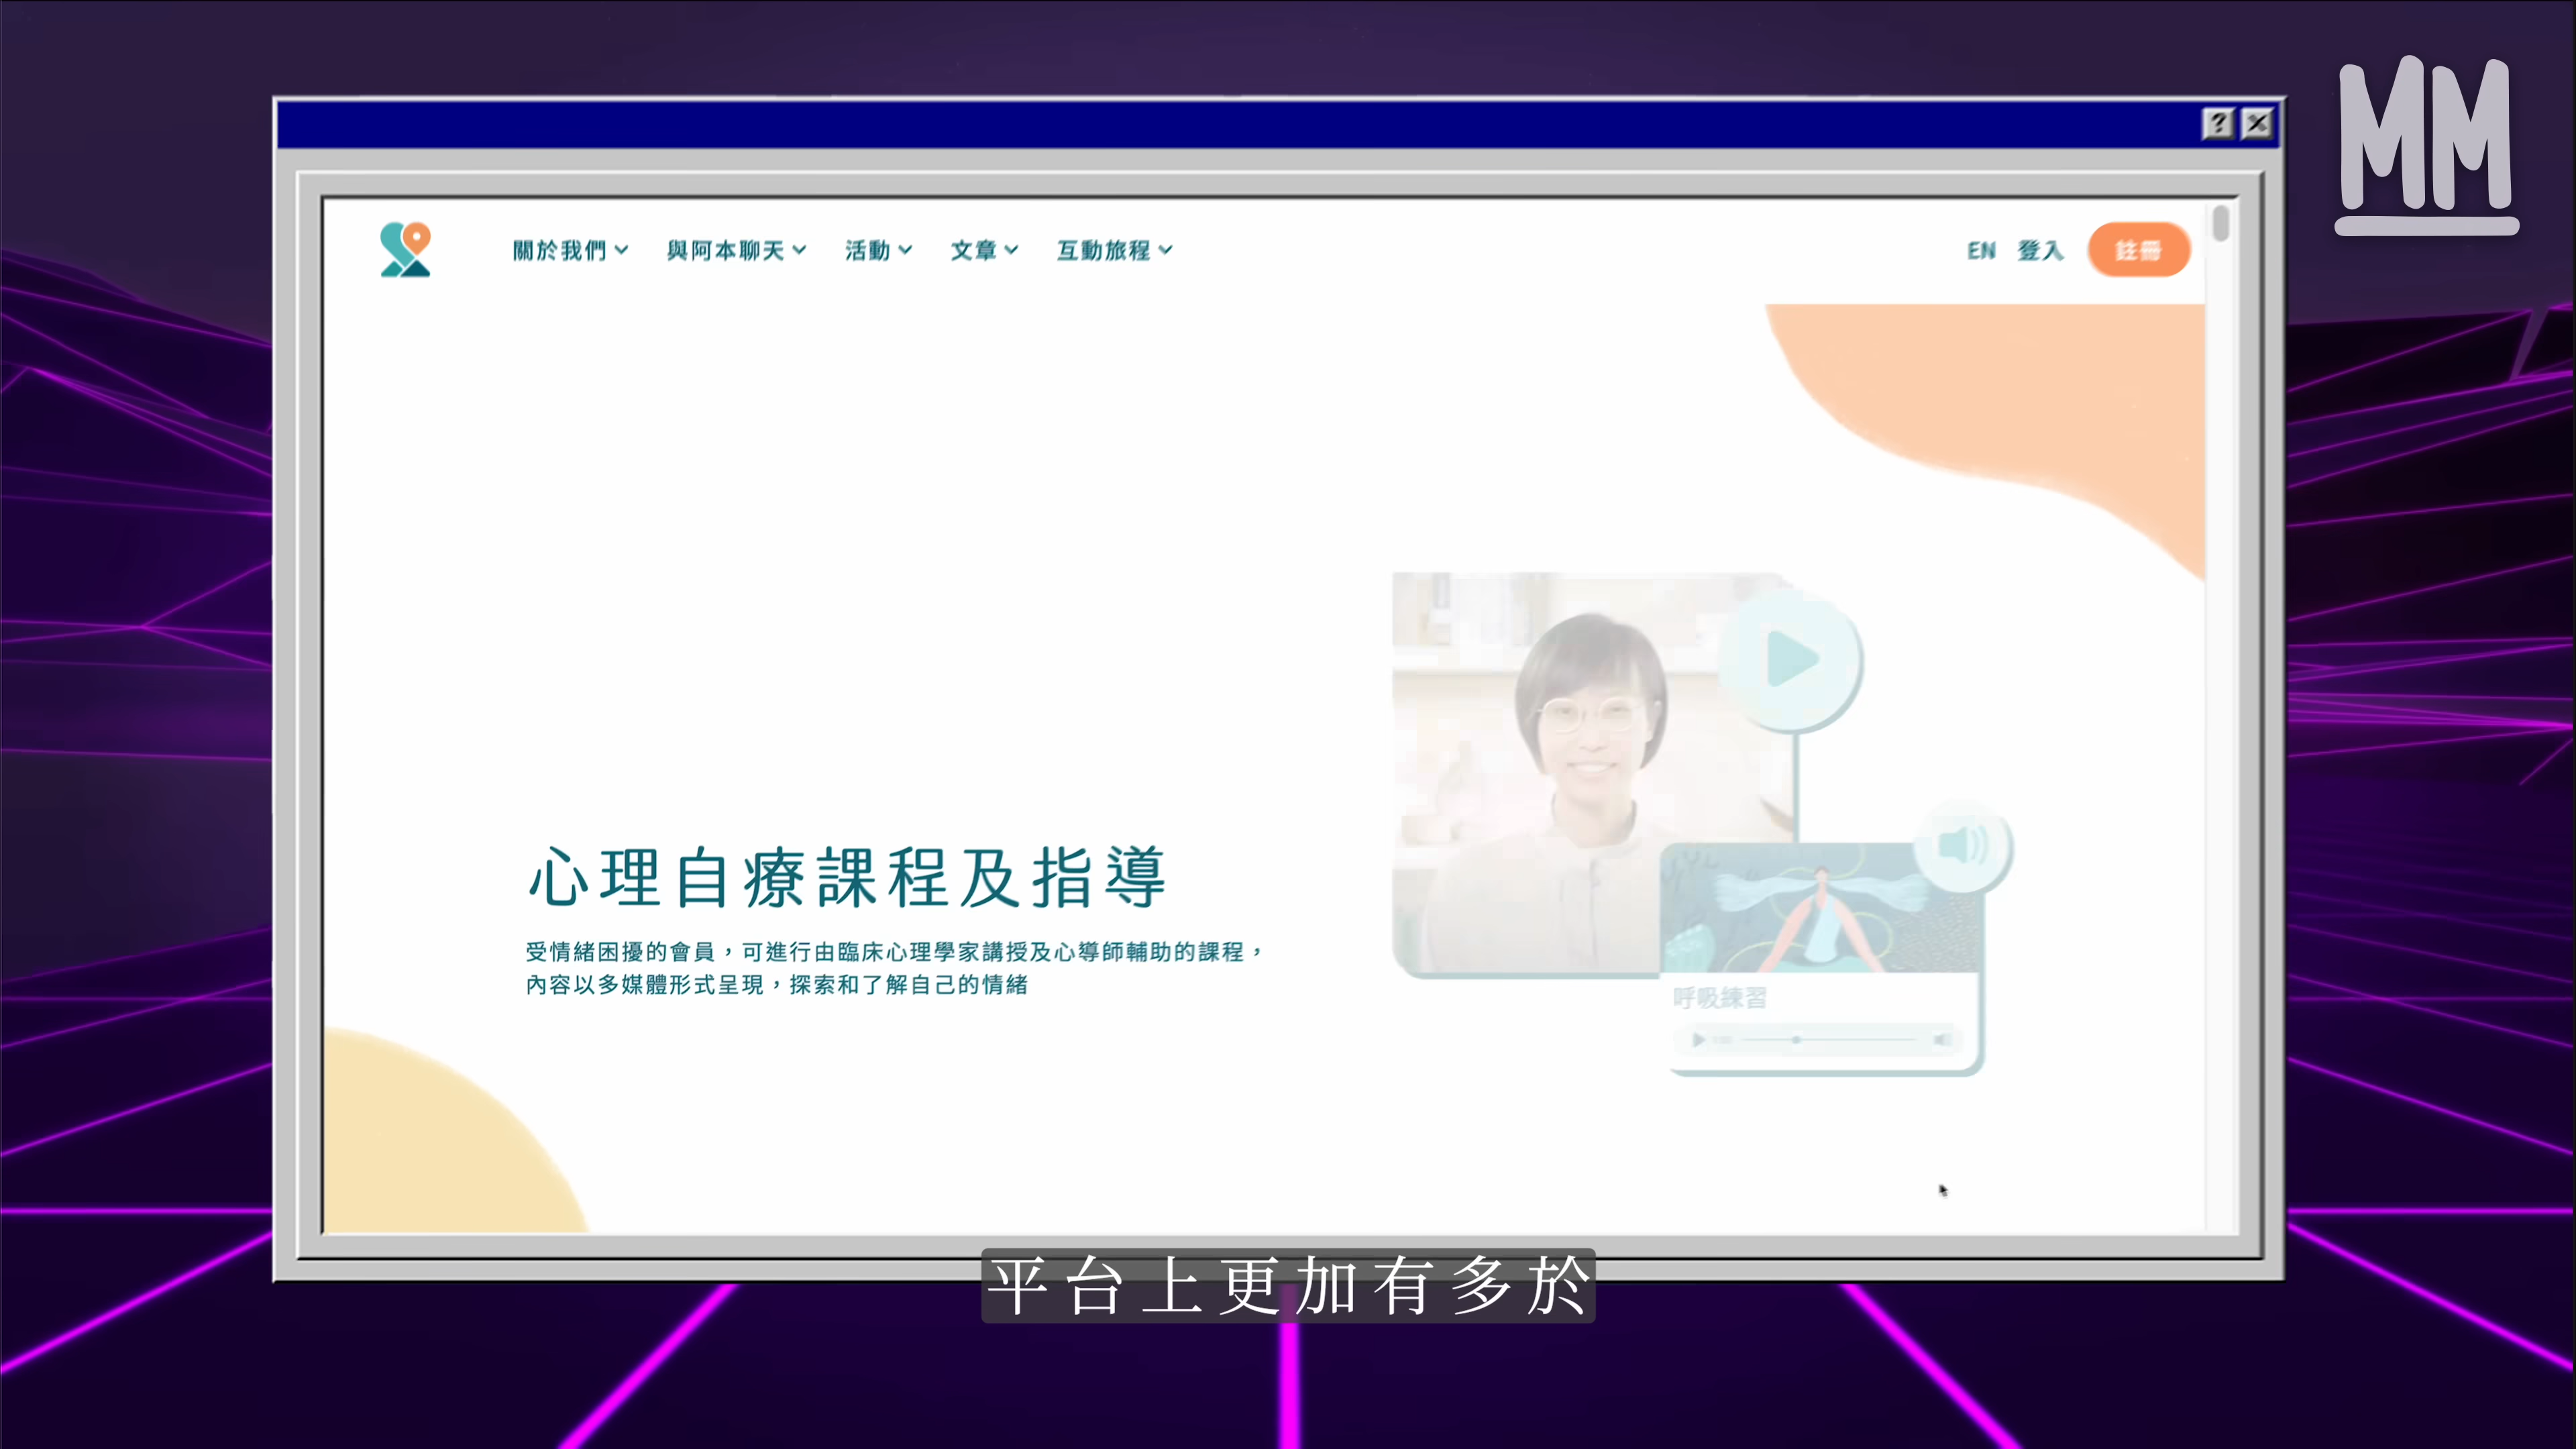 MM
關於我們
與阿本聊天
活動
文章
互動旅程
EN
登入
註冊
心理自療課程及指導
受情緒困擾的會員，可進行由臨床心理學家講授及心導師輔助的課程，
內容以多媒體形式呈現，探索和了解自己的情緒
呼吸練習
平台上更加有多於